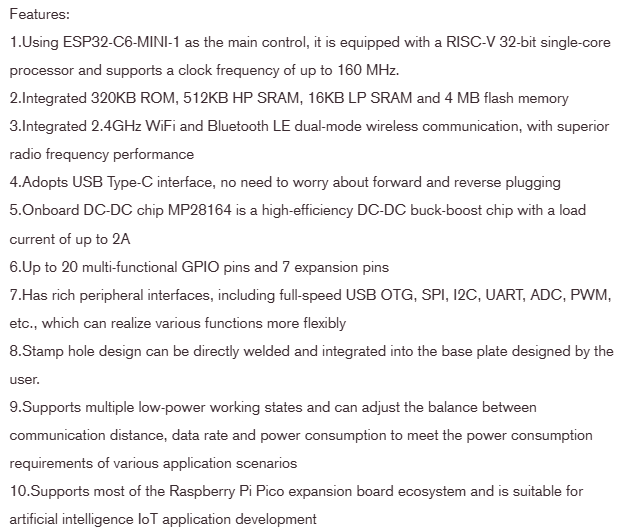 Features:
1.Using ESP32-C6-MINI-1 as the main control, it is equipped with a RISC-V 32-bit single-core
processor and supports a clock frequency of up to 160 MHz.
2.Integrated 320KB ROM, 512KB HP SRAM, 16KB LP SRAM and 4 MB flash memory
3.Integrated 2.4GHz WiFi and Bluetooth LE dual-mode wireless communication, with superior
radio frequency performance
4.Adopts USB Type-C interface, no need to worry about forward and reverse plugging
5.Onboard DC-DC chip MP28164 is a high-efficiency DC-DC buck-boost chip with a load
current of up to 2A
6.Up to 20 multi-functional GPIO pins and 7 expansion pins
7.Has rich peripheral interfaces, including full-speed USB OTG, SPI, I2C, UART, ADC, PWM,
etc., which can realize various functions more flexibly
8.Stamp hole design can be directly welded and integrated into the base plate designed by the
user.
9.Supports multiple low-power working states and can adjust the balance between
communication distance, data rate and power consumption to meet the power consumption
requirements of various application scenarios
10.Supports most of the Raspberry Pi Pico expansion board ecosystem and is suitable for
artificial intelligence IoT application development